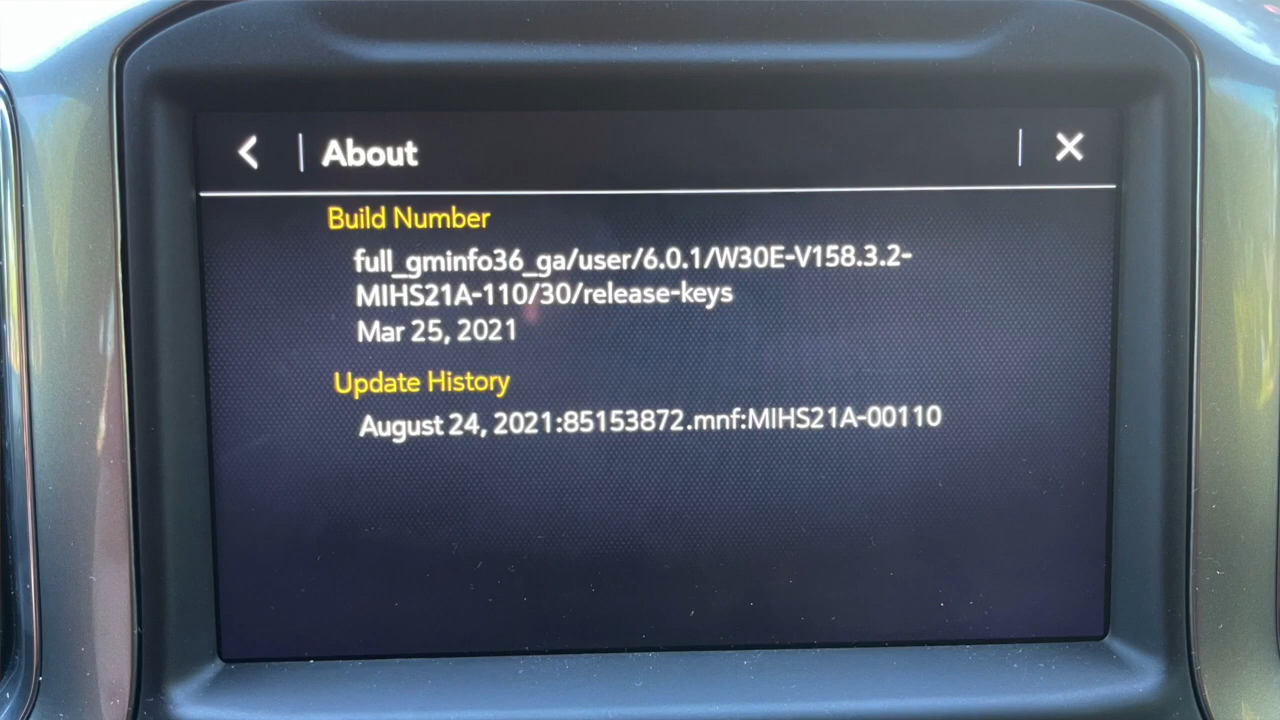 About
Build Number
full_gminfo36_ga/user/6.0.1/W30E-V158.3.2-
MIHS21A-110/30/release-keys
Mar 25, 2021
Update History
August 24, 2021:85153872.mnf:MIHS21A-00110